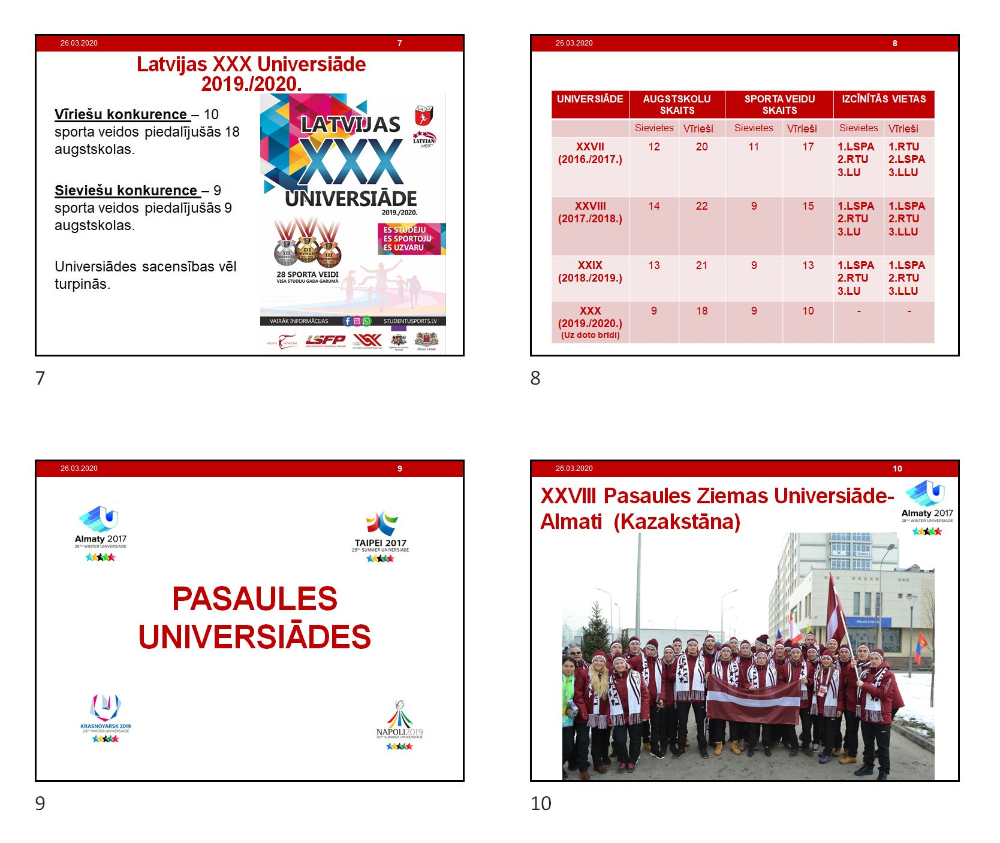 26.03.2020 7
Latvijas XXX Universiāde
2019./2020.
Vīriešu konkurence – 10
sporta veidos piedalījušās 18
augstskolas.
Sieviešu konkurence – 9
sporta veidos piedalījušās 9
augstskolas.
Universiādes sacensības vēl
turpinās.
LATVIJAS
XXX
UNIVERSIĀDE
2019./2020.
LATVIAN
ES STUDĒJU
ES SPORTOJU
ES UZVARU
28 SPORTA VEIDI
VISA STUDIJU GADA GARUMĀ
VAIRĀK INFORMĀCIJAS STUDENTUSPORTS.LV
LSFP
RĪGAS DOME
7
26.03.2020 8
UNIVERSIĀDE AUGSTSKOLU SKAITS SPORTA VEIDU SKAITS IZCĪNĪTĀS VIETAS
Sievietes Vīrieši Sievietes Vīrieši Sievietes Vīrieši
XXVII 12 20 11 17 1.LSPA 1.RTU
(2016./2017.) 2.RTU 2.LSPA
3.LU 3.LLU
XXVIII 14 22 9 15 1.LSPA 1.LSPA
(2017./2018.) 2.RTU 2.RTU
3.LU 3.LLU
XXIX 13 21 9 13 1.LSPA 1.LSPA
(2018./2019.) 2.RTU 2.RTU
3.LU 3.LLU
XXX 9 18 9 10 - -
(2019./2020.)
(Uz doto brīdi)
8
26.03.2020 9
Almaty 2017
28TH WINTER UNIVERSIADE
TAIPEI 2017
29TH SUMMER UNIVERSIADE
PASAULES
UNIVERSIĀDES
KRASNOYARSK 2019
29TH WINTER UNIVERSIADE
NAPOLI2019
30TH SUMMER UNIVERSIADE
9
26.03.2020 10
XXVIII Pasaules Ziemas Universiāde-
Almati (Kazakstāna)
Almaty 2017
28TH WINTER UNIVERSIADE
KOREA
POLICE STATION
10